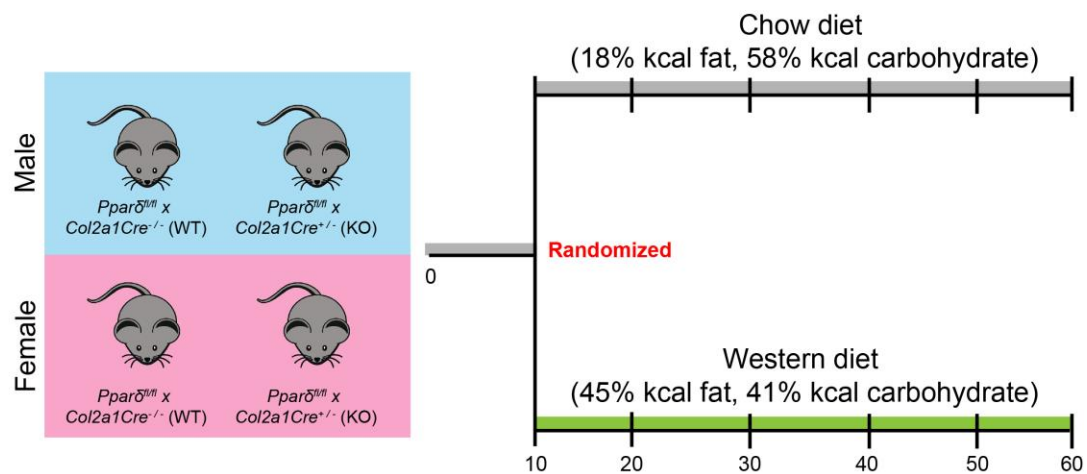 Chow diet
(18% kcal fat, 58% kcal carbohydrate)
Male
Pparδfl/fl x
Col2a1Cre-/- (WT)
Pparδfl/fl x
Col2a1Cre+/- (KO)
0
Randomized
Female
Pparδfl/fl x
Col2a1Cre-/- (WT)
Pparδfl/fl x
Col2a1Cre+/- (KO)
Western diet
(45% kcal fat, 41% kcal carbohydrate)
10 20 30 40 50 60